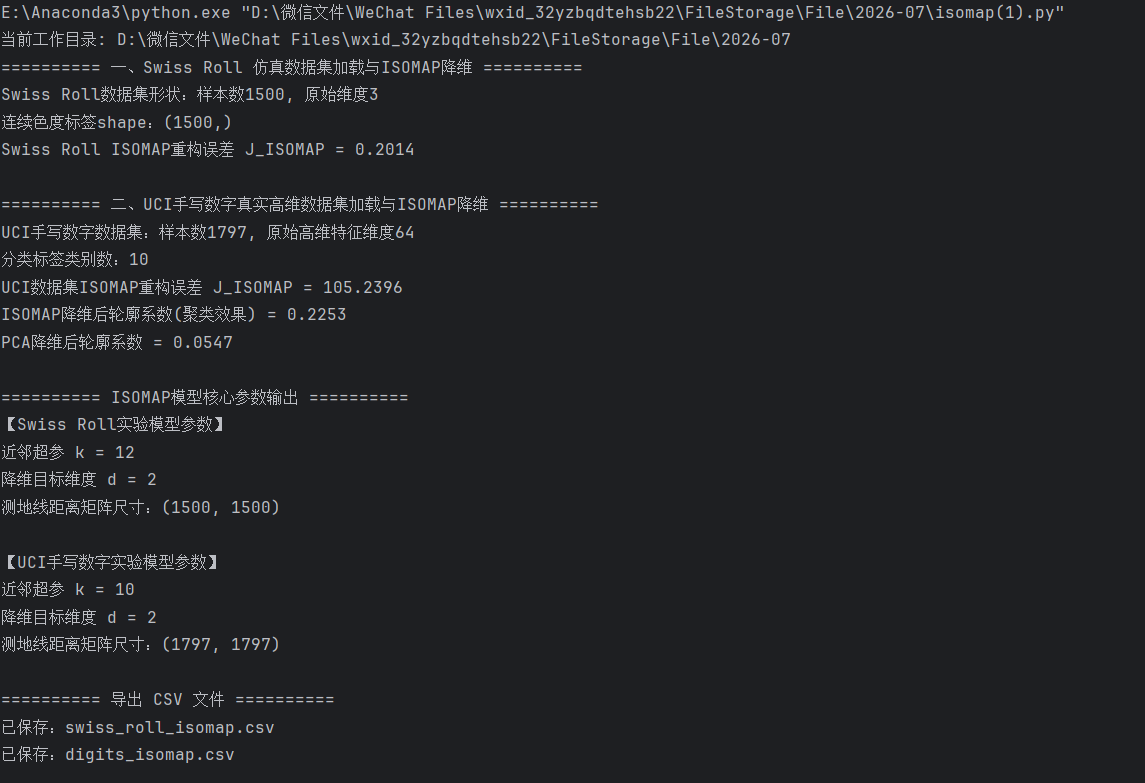 E:\Anaconda3\python.exe "D:\微信文件\WeChat Files\wxid_32yzbqdtehsb22\FileStorage\File\2026-07\isomap(1).py"
当前工作目录: D:\微信文件\WeChat Files\wxid_32yzbqdtehsb22\FileStorage\File\2026-07
========== 一、Swiss Roll 仿真数据集加载与ISOMAP降维 ==========
Swiss Roll数据集形状：样本数1500, 原始维度3
连续色度标签shape：(1500,)
Swiss Roll ISOMAP重构误差 J_ISOMAP = 0.2014
========== 二、UCI手写数字真实高维数据集加载与ISOMAP降维 ==========
UCI手写数字数据集：样本数1797, 原始高维特征维度64
分类标签类别数：10
UCI数据集ISOMAP重构误差 J_ISOMAP = 105.2396
ISOMAP降维后轮廓系数(聚类效果) = 0.2253
PCA降维后轮廓系数 = 0.0547
========== ISOMAP模型核心参数输出 ==========
【Swiss Roll实验模型参数】
近邻超参 k = 12
降维目标维度 d = 2
测地线距离矩阵尺寸：(1500, 1500)
【UCI手写数字实验模型参数】
近邻超参 k = 10
降维目标维度 d = 2
测地线距离矩阵尺寸：(1797, 1797)
========== 导出 CSV 文件 ==========
已保存：swiss_roll_isomap.csv
已保存：digits_isomap.csv